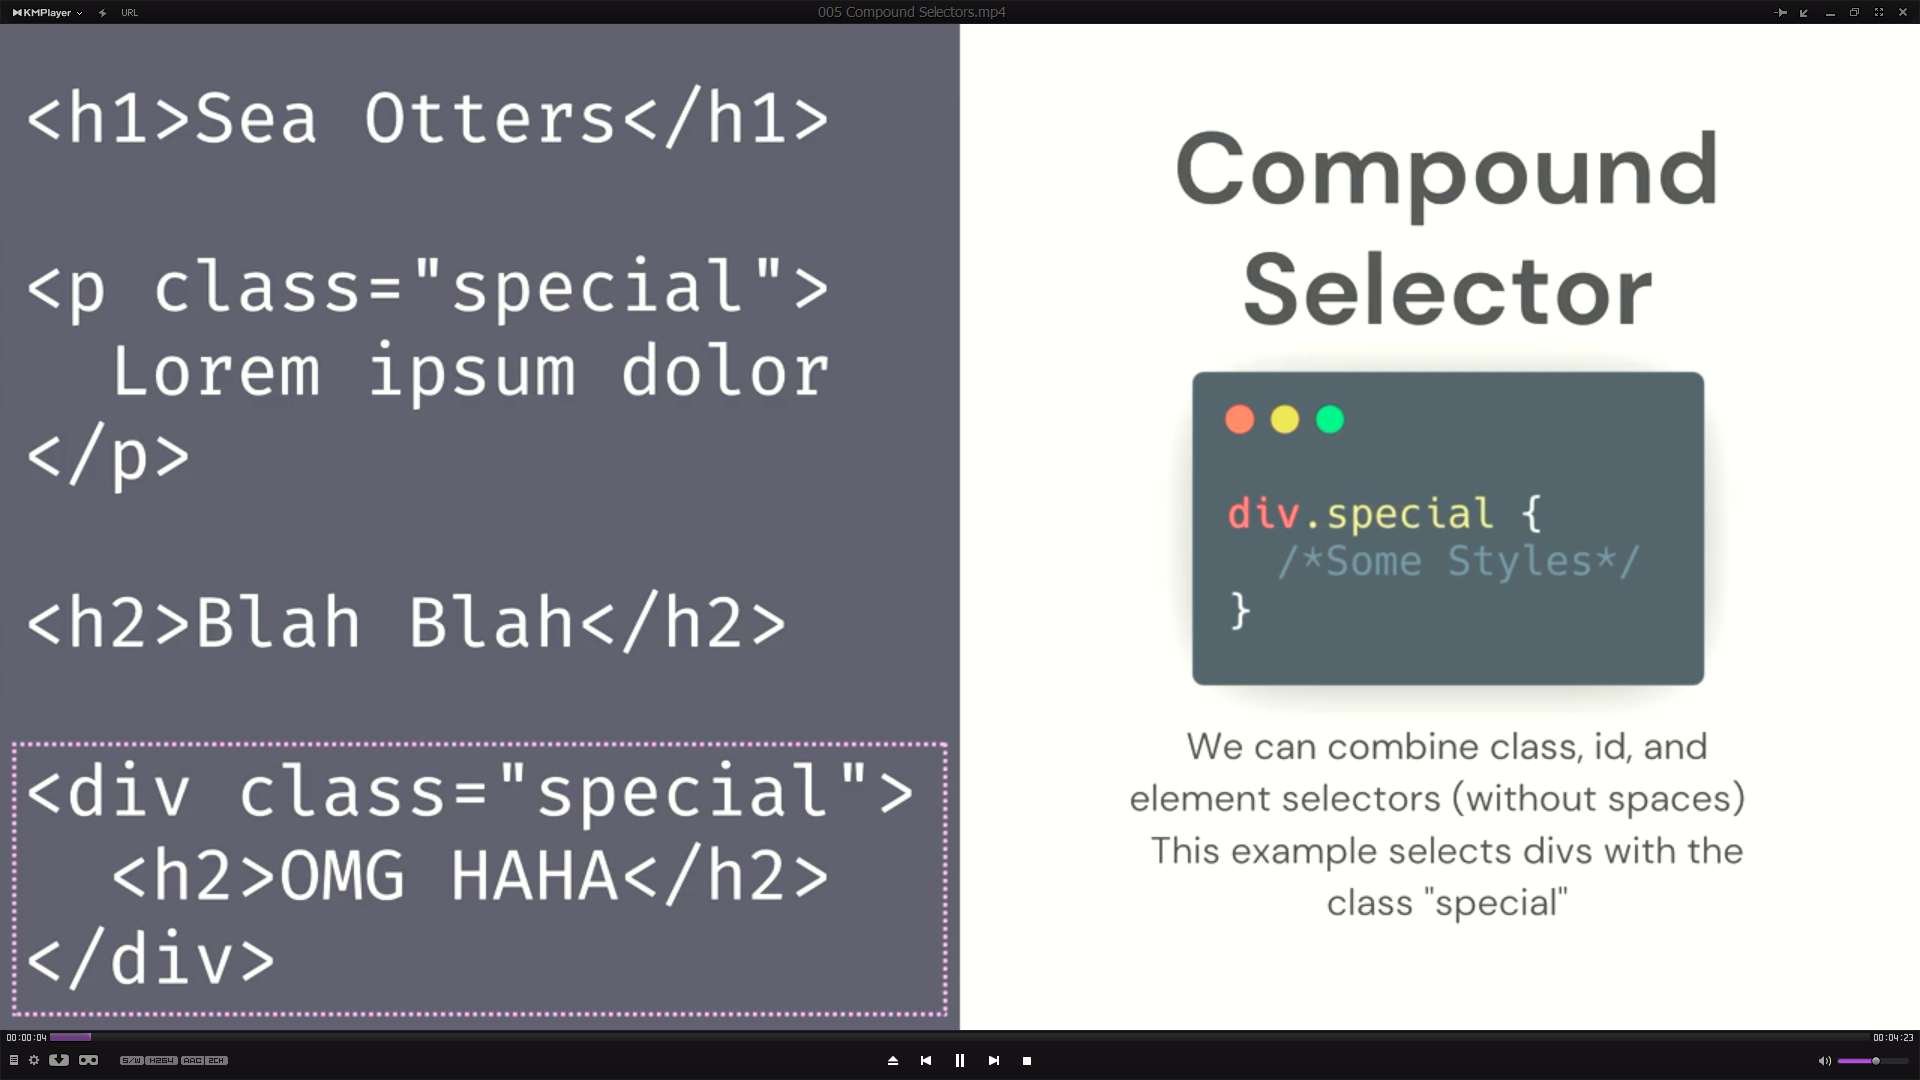 KMPlayer
URL
005 Compound Selectors.mp4
<h1>Sea Otters</h1>
<p class="special">
Lorem ipsum dolor
</p>
<h2>Blah Blah</h2>
<div class="special">
<h2>OMG HAHA</h2>
</div>
Compound
Selector
div.special {
/*Some Styles*/
}
We can combine class, id, and
element selectors (without spaces)
This example selects divs with the
class "special"
00:00:04
00:04:23
S/W H264 AAC 2CH